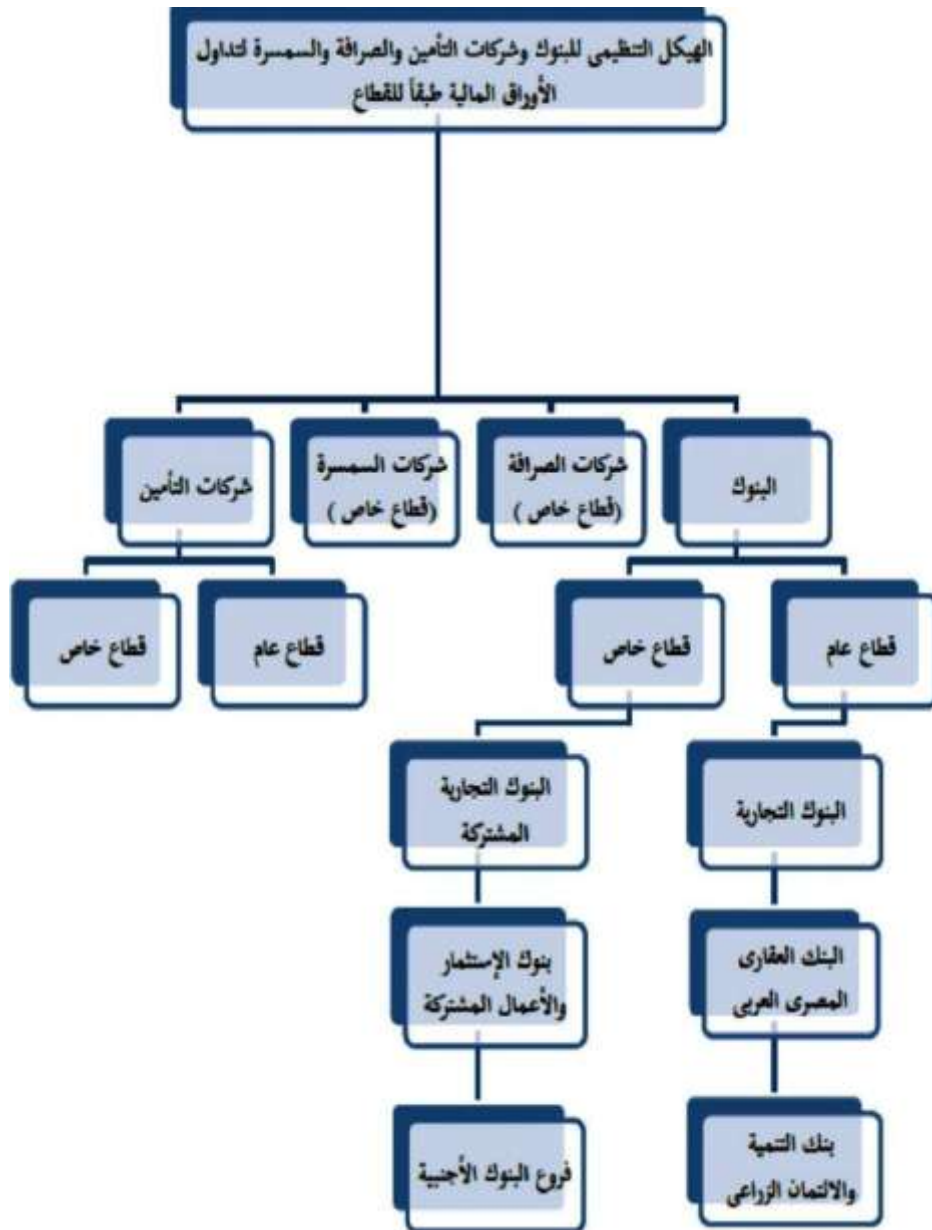 الهيكل التنظيمى للبنوك وشركات التأمين والصرافة والسمسرة لتداول
الأوراق المالية طبقاً للقطاع
البنوك
شركات الصرافة
(قطاع خاص )
شركات السمسرة
(قطاع خاص )
شركات التأمين
قطاع عام
قطاع خاص
قطاع عام
قطاع خاص
البنوك التجارية
البنوك التجارية
المشتركة
البنك العقارى
المصرى العربى
بنوك الإستثمار
والأعمال المشتركة
بنك التنمية
والائتمان الزراعى
فروع البنوك الأجنبية